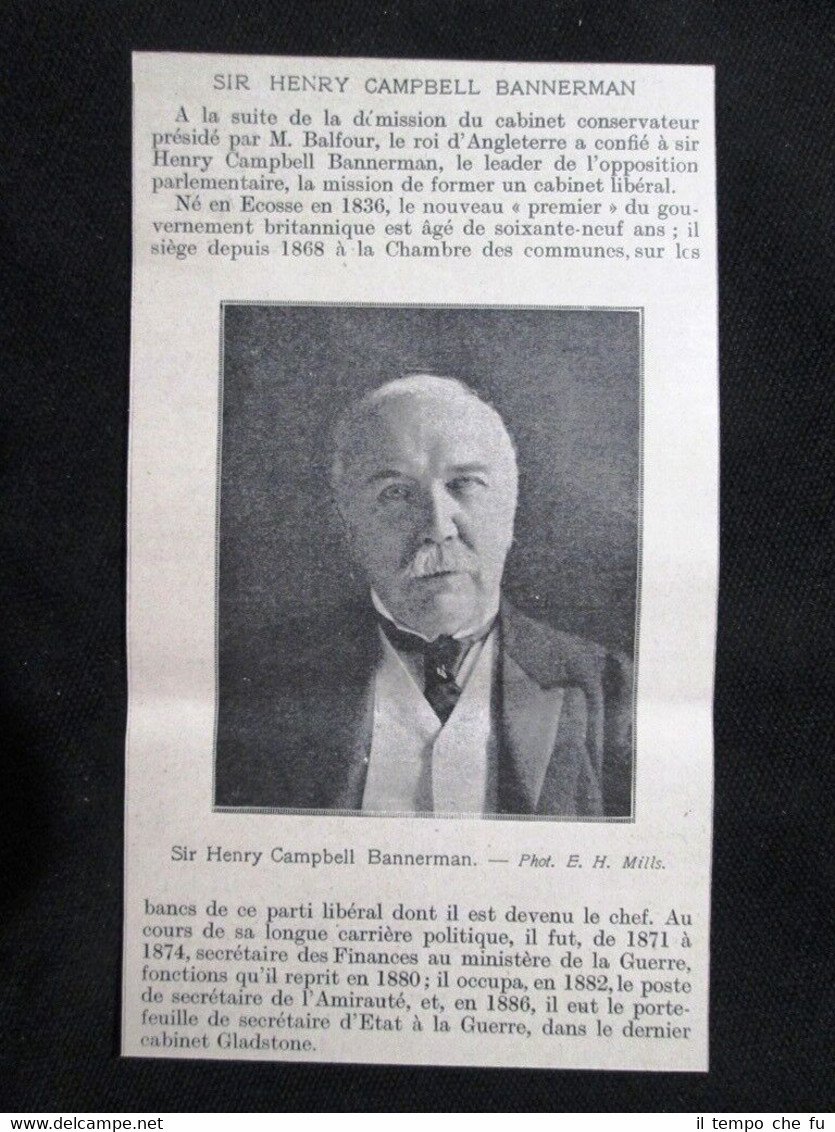 SIR HENRY CAMPBELL BANNERMAN
A la suite de la démission du cabinet conservateur
présidé par M. Balfour, le roi d'Angleterre a confié à sir
Henry Campbell Bannerman, le leader de l'opposition
parlementaire, la mission de former un cabinet libéral.
Né en Ecosse en 1836, le nouveau « premier » du gou-
vernement britannique est âgé de soixante-neuf ans ; il
siège depuis 1868 à la Chambre des communes, sur les
Sir Henry Campbell Bannerman. — Phot. E. H. Mills.
bancs de ce parti libéral dont il est devenu le chef. Au
cours de sa longue carrière politique, il fut, de 1871 à
1874, secrétaire des Finances au ministère de la Guerre,
fonctions qu'il reprit en 1880 ; il occupa, en 1882, le poste
de secrétaire de l'Amirauté, et, en 1886, il eut le porte-
feuille de secrétaire d'Etat à la Guerre, dans le dernier
cabinet Gladstone.
il tempo che fu